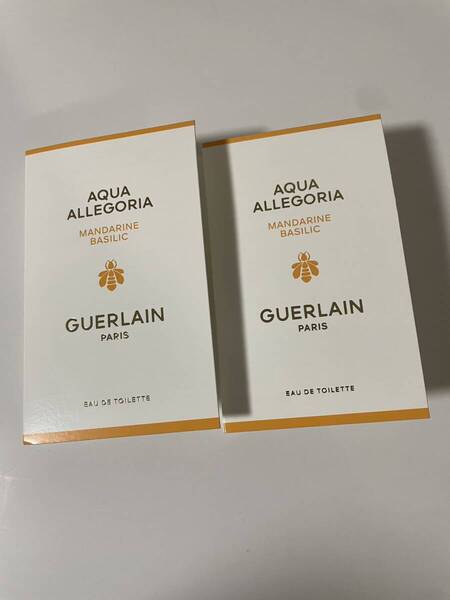 AQUA
ALLEGORIA
MANDARINE
BASILIC
GUERLAIN
PARIS
EAU DE TOILETTE
AQUA
ALLEGORIA
MANDARINE
BASILIC
GUERLAIN
PARIS
EAU DE TOILETTE